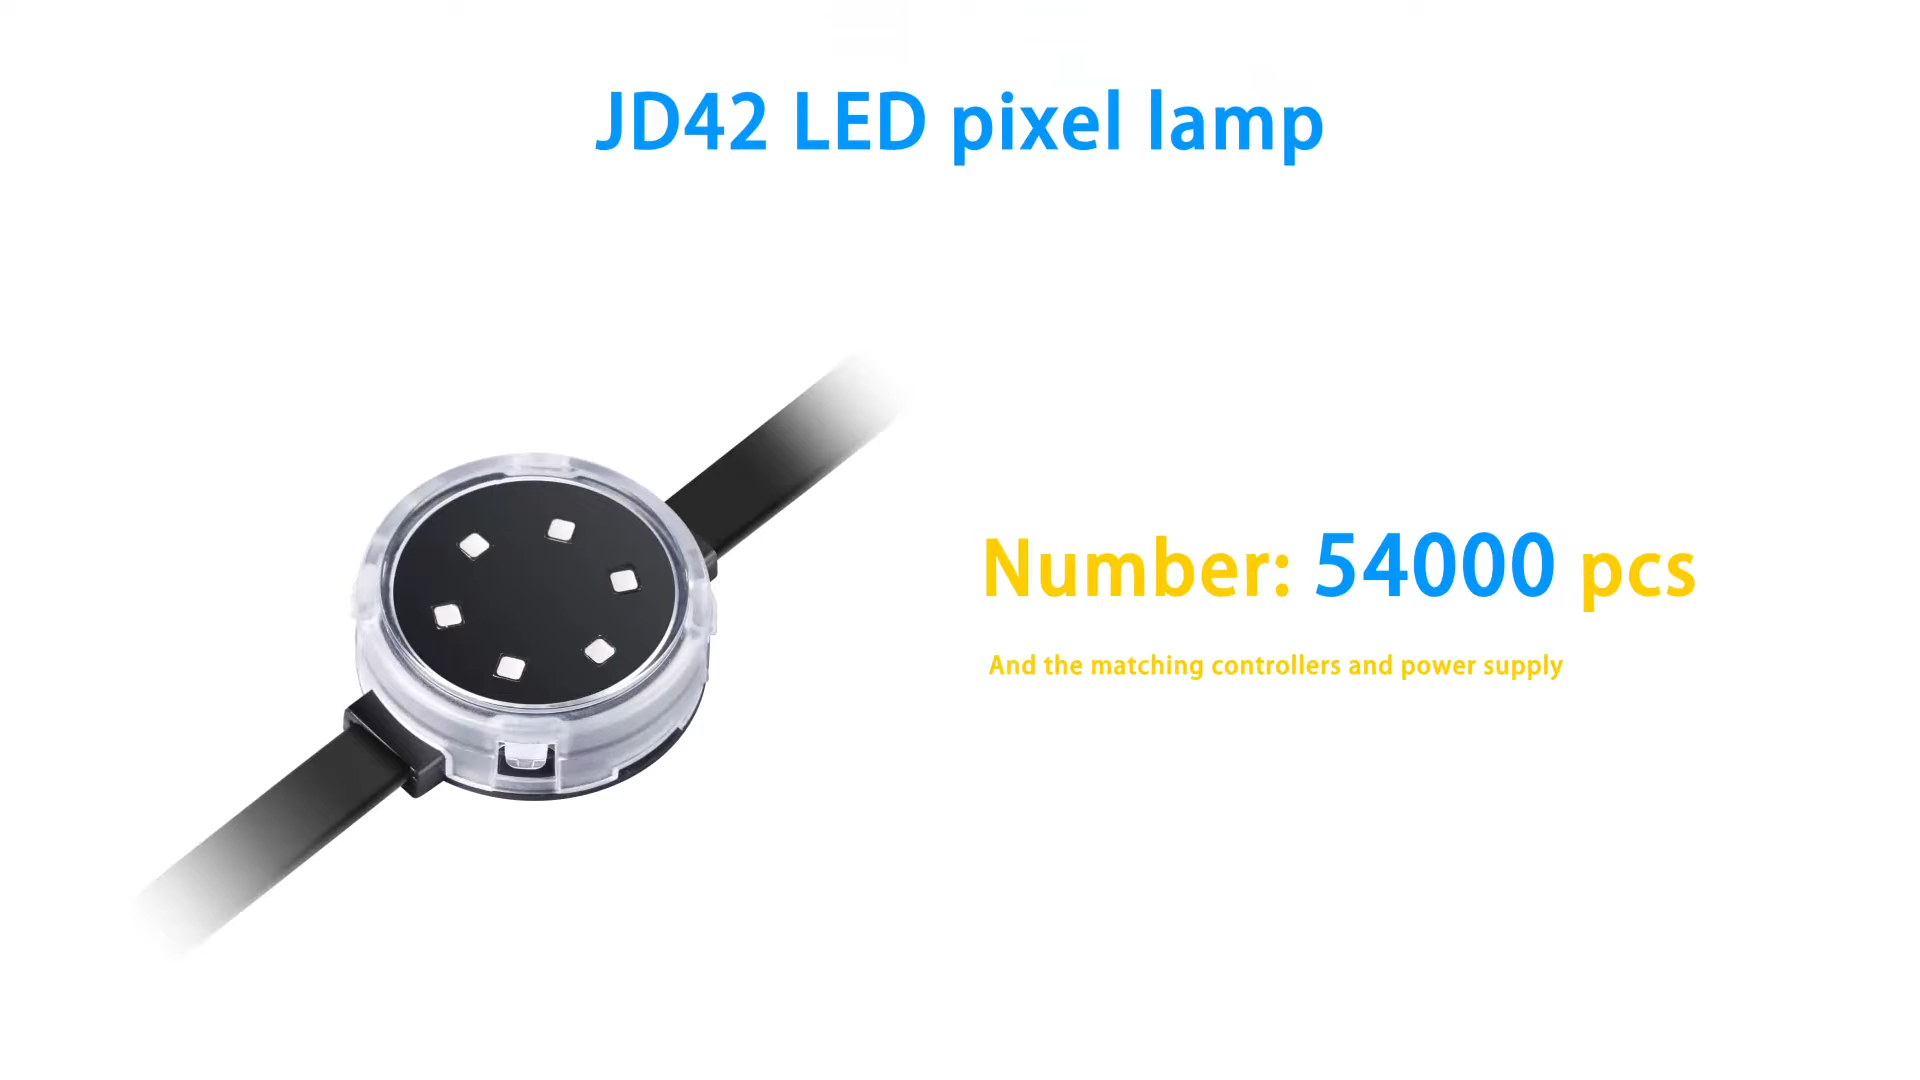 JD42 LED pixel lamp
Number: 54000 pcs
And the matching controllers and power supply